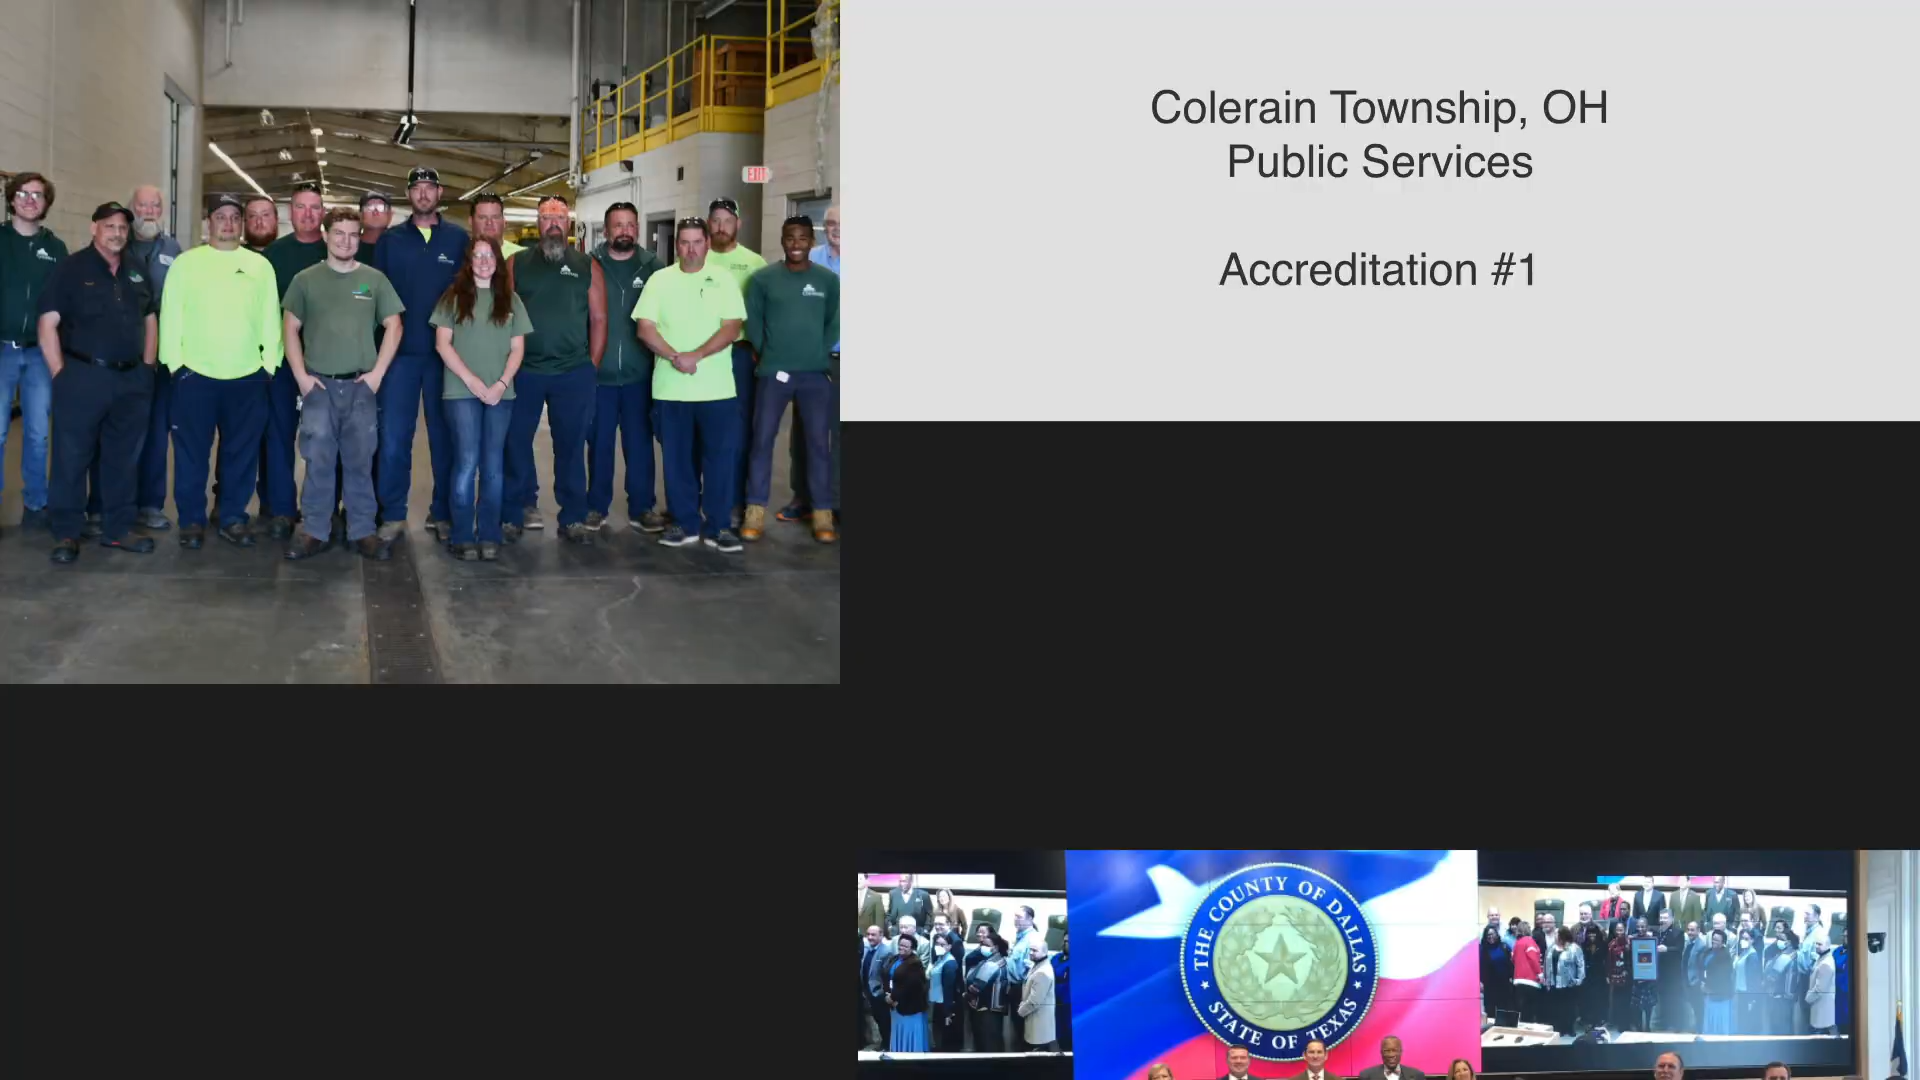 Colerain Township, OH
Public Services
Accreditation #1
EXIT
THE COUNTY OF DALLAS
STATE OF TEXAS